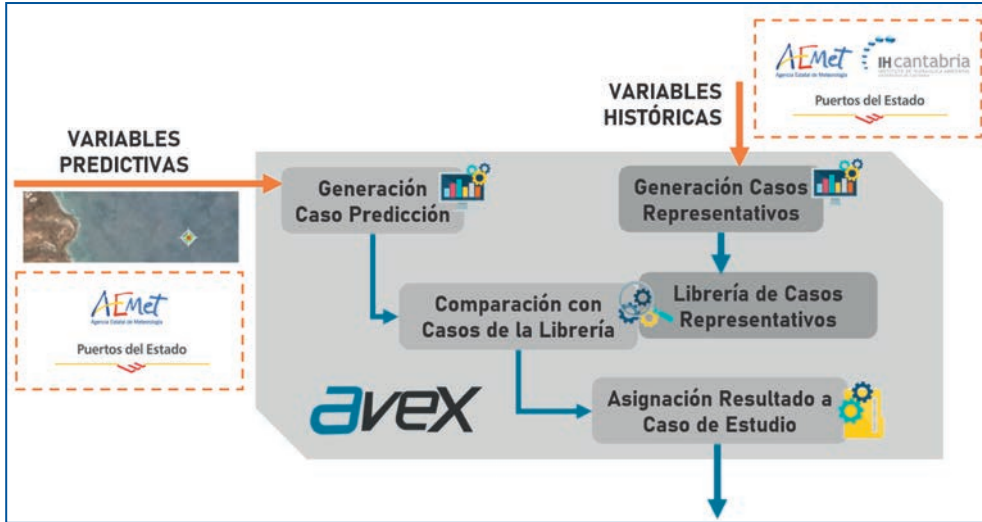 AEMet
Agencia Estatal de Meteorología
IHcantabria
Puertos del Estado
VARIABLES
HISTÓRICAS
VARIABLES
PREDICTIVAS
Generación
Caso Predicción
Generación Casos
Representativos
AEMet
Agencia Estatal de Meteorología
Puertos del Estado
Comparación con
Casos de la Librería
Librería de Casos
Representativos
avex
Asignación Resultado a
Caso de Estudio